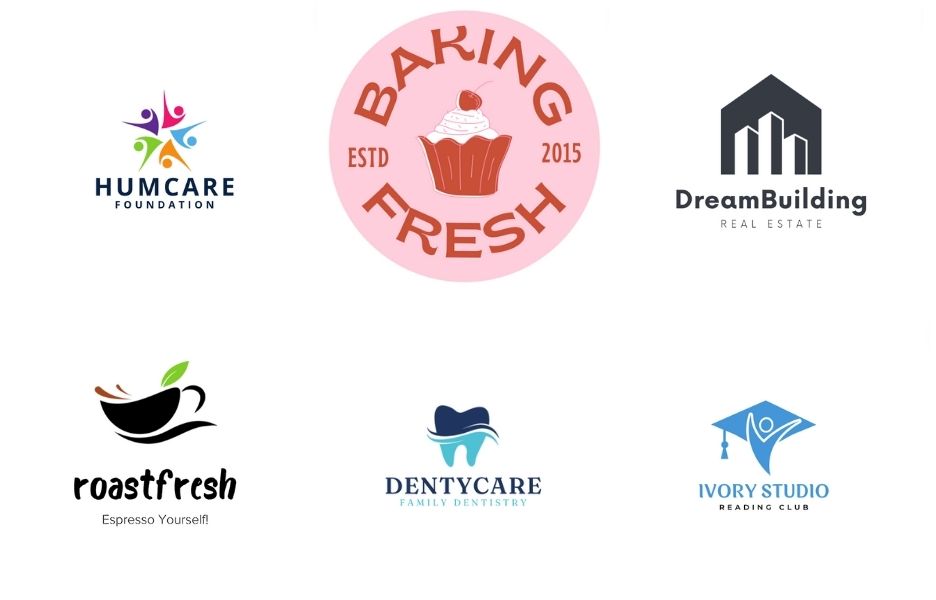 HUMCARE
FOUNDATION
BAKING
ESTD
2015
FRESH
DreamBuilding
REAL ESTATE
roastfresh
Espresso Yourself!
DENTYCARE
FAMILY DENTISTRY
IVORY STUDIO
READING CLUB